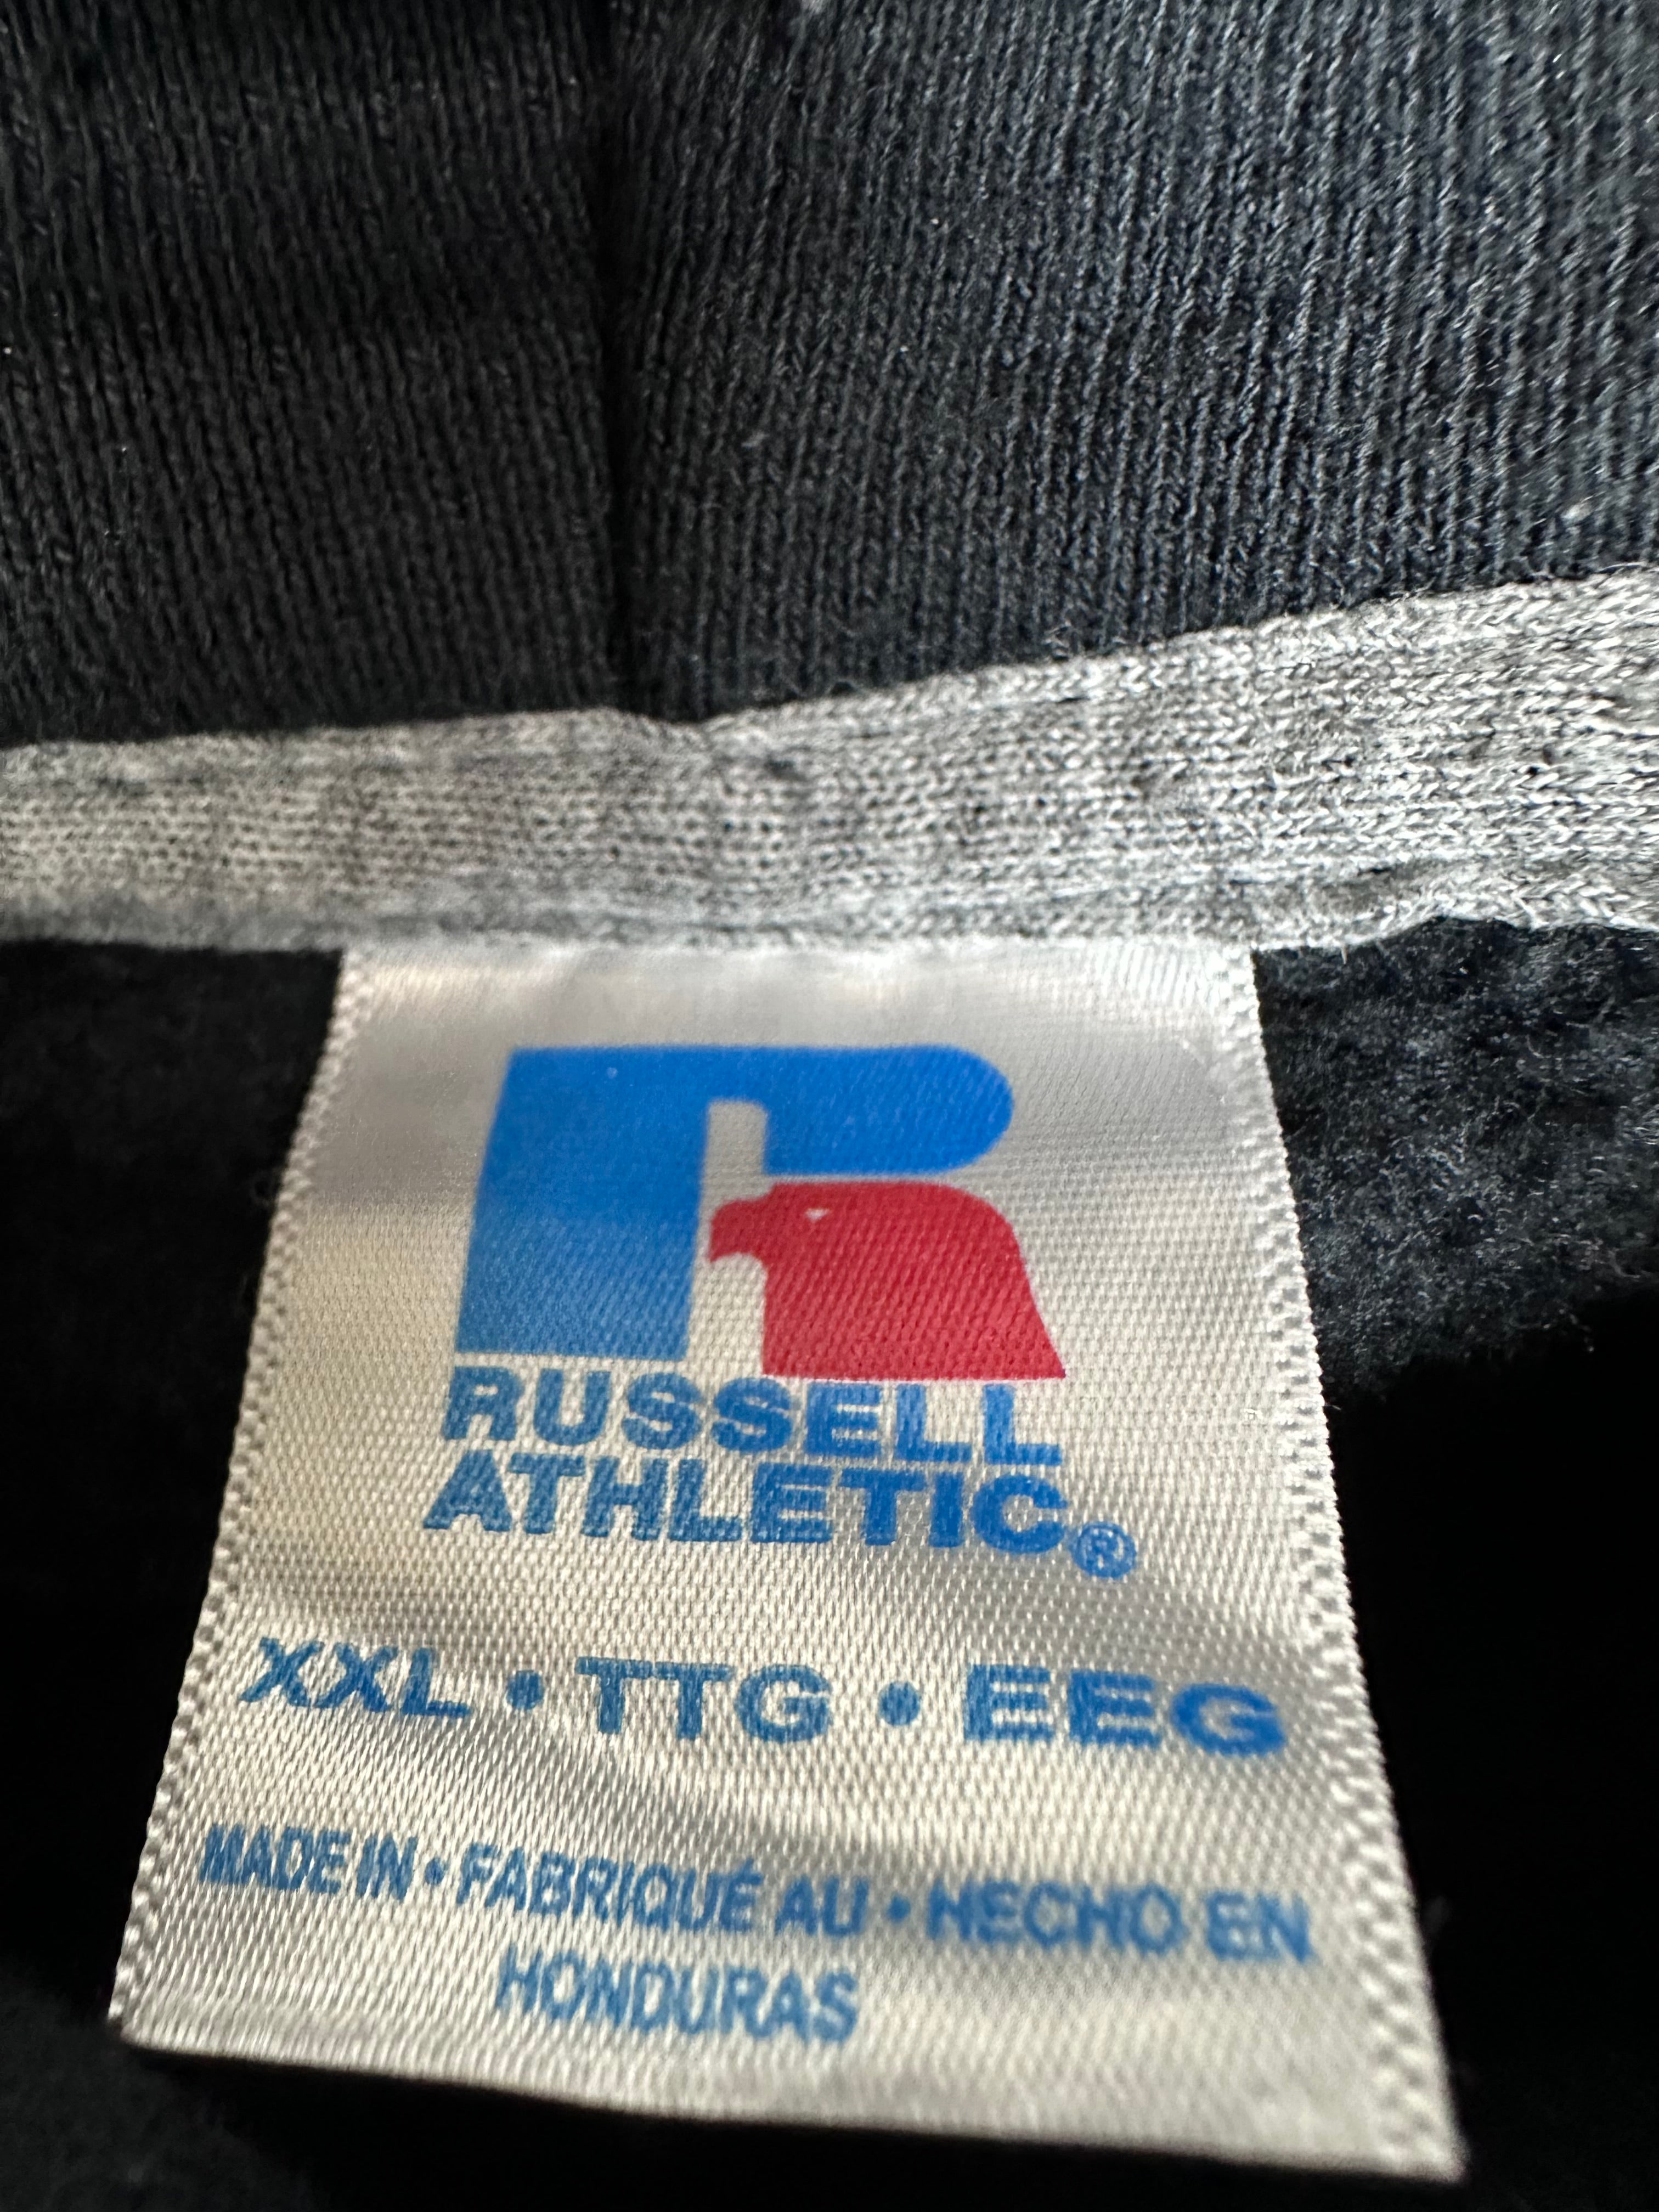 RUSSELL
ATHLETIC®
XXL • TTG • EEG
MADE IN • FABRIQUÉ AU • HECHO EN
HONDURAS